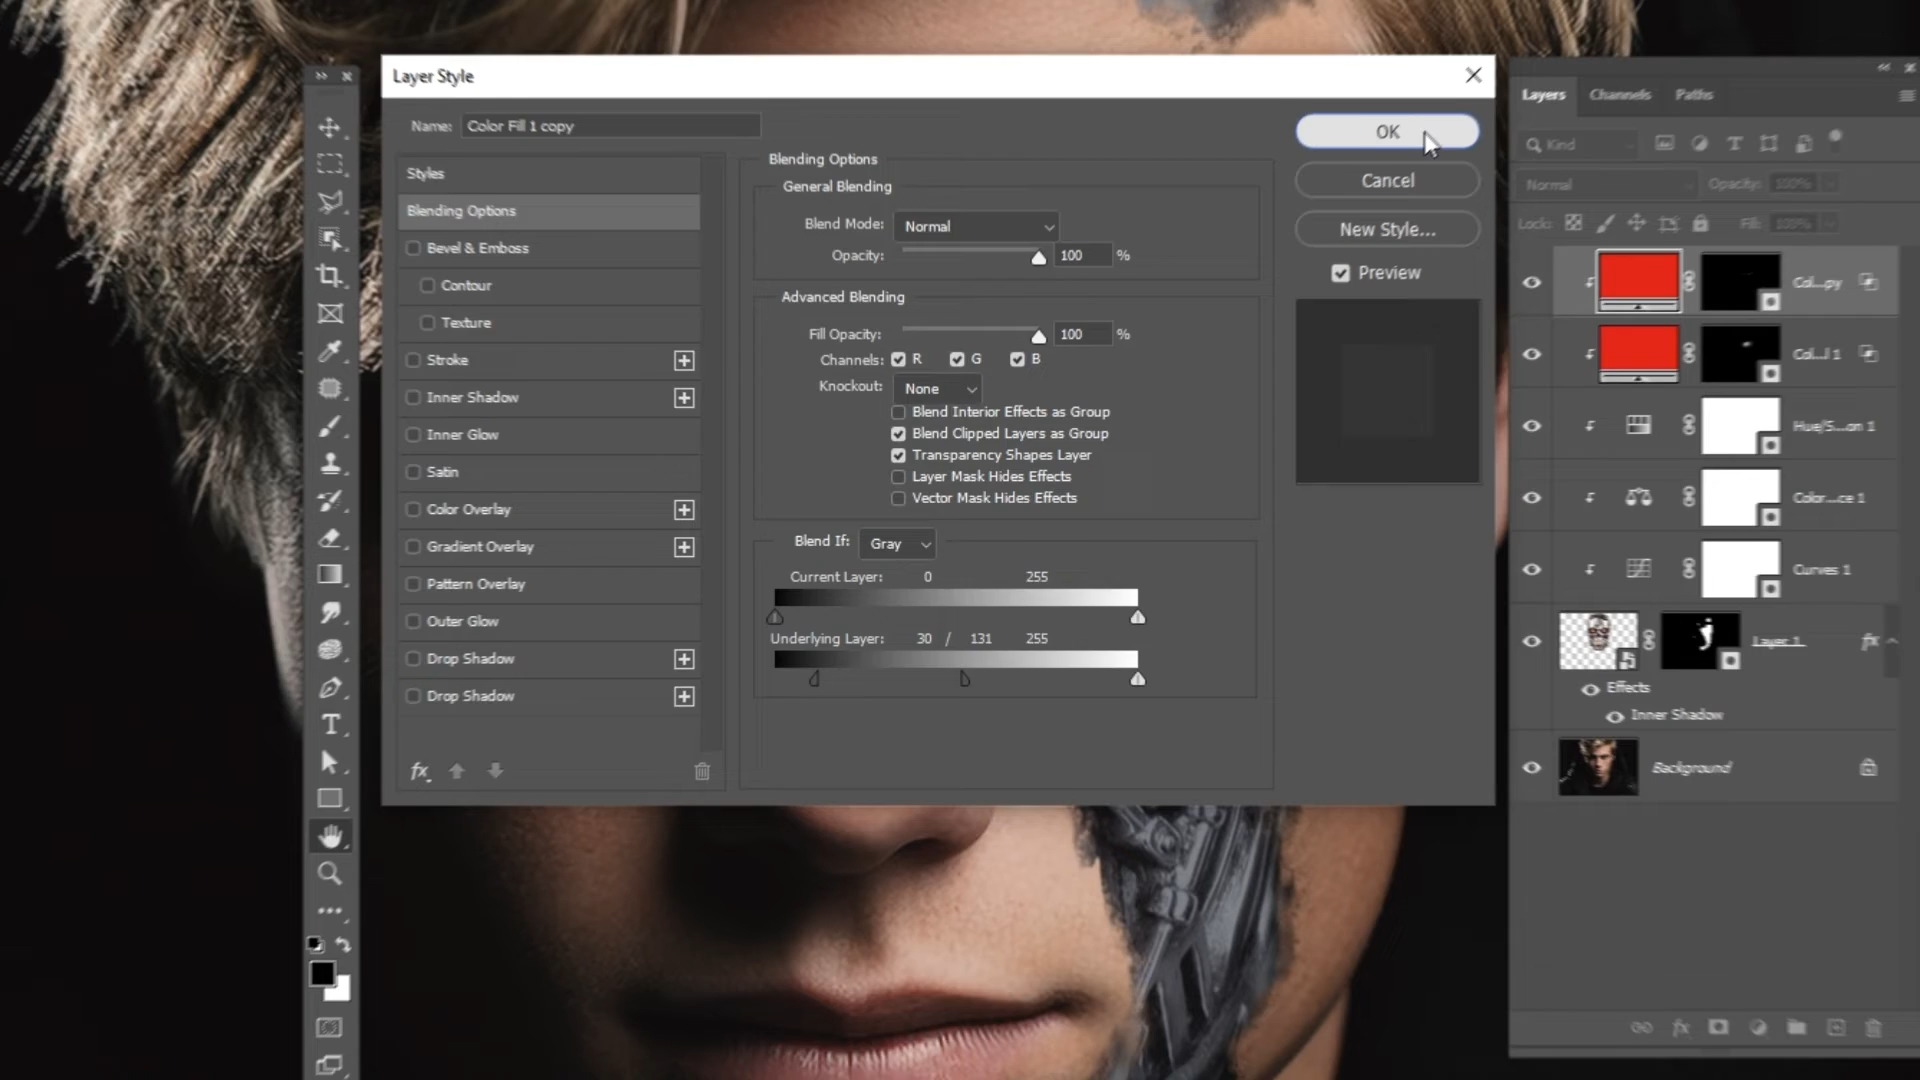 Layer Style
Name: Color Fill 1 copy
Styles
Blending Options
Bevel & Emboss
Contour
Texture
Stroke
Inner Shadow
Inner Glow
Satin
Color Overlay
Gradient Overlay
Pattern Overlay
Outer Glow
Drop Shadow
Drop Shadow
fx
Blending Options
General Blending
Blend Mode: Normal
Opacity: 100 %
Advanced Blending
Fill Opacity: 100 %
Channels: R G B
Knockout: None
Blend Interior Effects as Group
Blend Clipped Layers as Group
Transparency Shapes Layer
Layer Mask Hides Effects
Vector Mask Hides Effects
Blend If: Gray
Current Layer: 0 255
Underlying Layer: 30 / 131 255
OK
Cancel
New Style...
Preview
Layers Channels Paths
Kind
Normal Opacity: 100%
Lock: Fill: 100%
Col...py
Col...l 1
Hue/S...on 1
Color...ce 1
Curves 1
Layer 1 fx
Effects
Inner Shadow
Background
fx